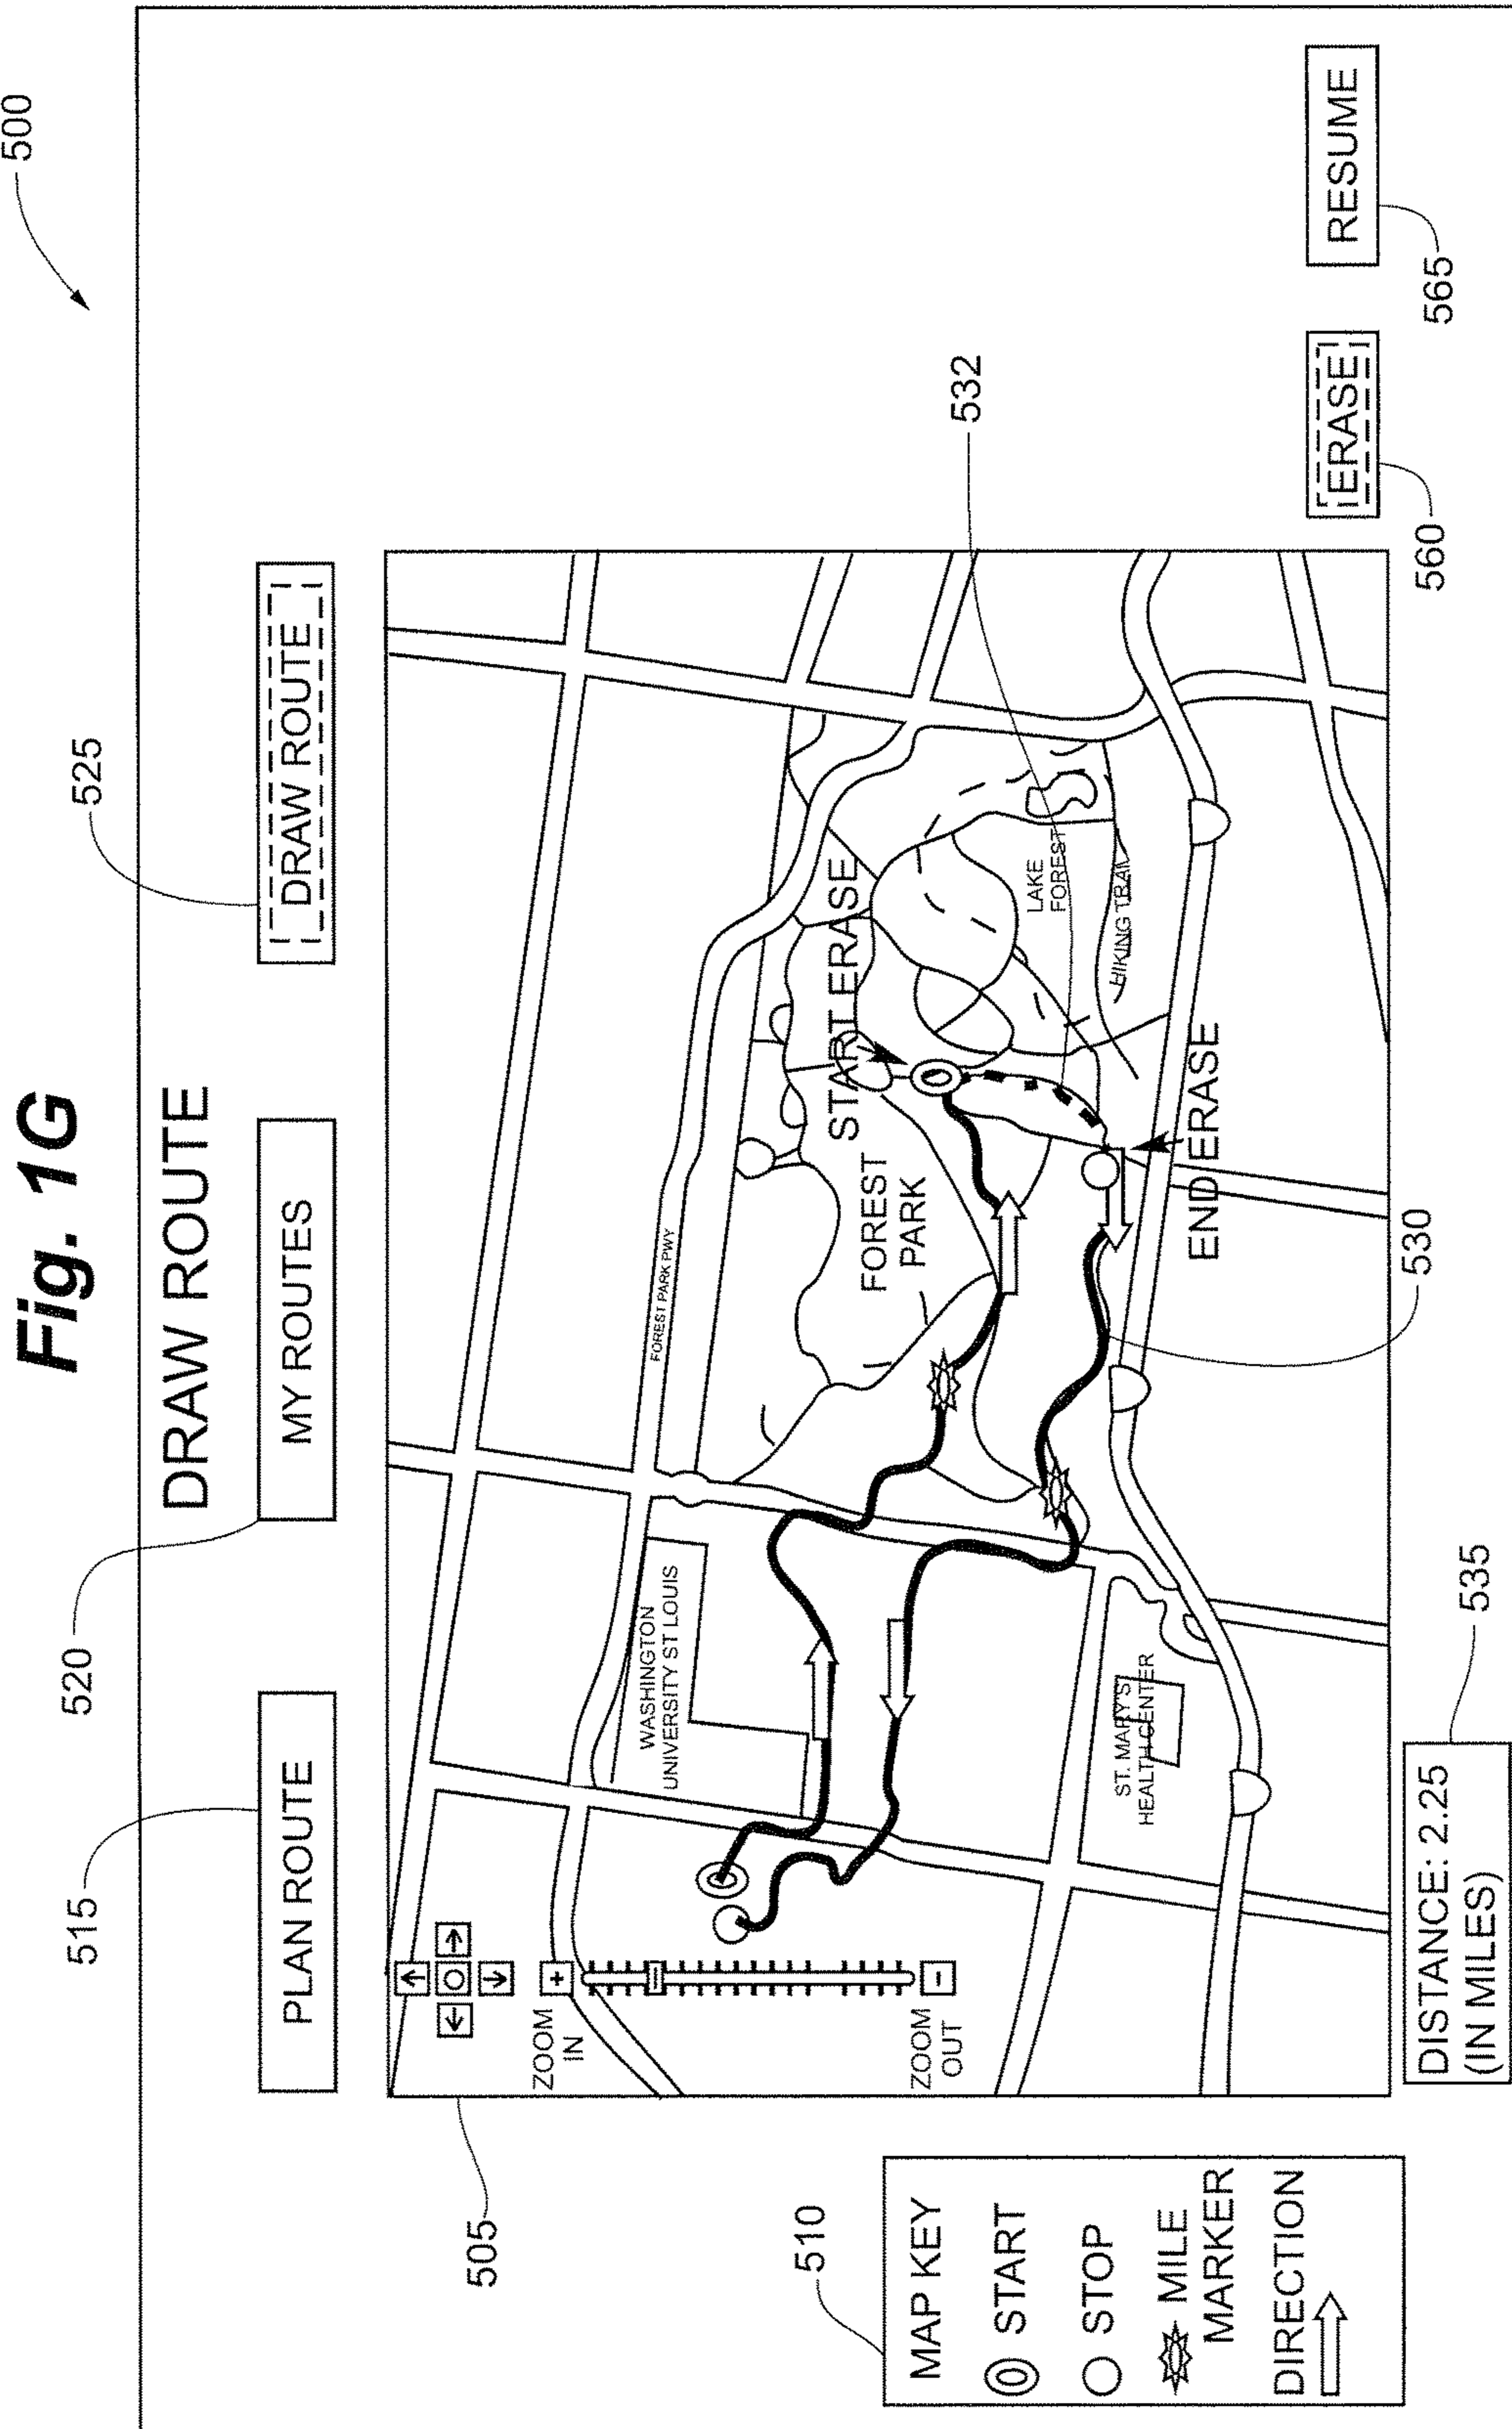 Fig. 1G
500
DRAW ROUTE
515
520
525
PLAN ROUTE
MY ROUTES
DRAW ROUTE
505
ZOOM
IN
+
ZOOM
OUT
-
FOREST PARK PWY
WASHINGTON
UNIVERSITY ST LOUIS
START ERASE
FOREST
PARK
LAKE
FOREST
HIKING TRAIL
532
ST. MARY'S
HEALTH CENTER
END ERASE
530
510
MAP KEY
START
STOP
MILE
MARKER
DIRECTION
DISTANCE: 2.25
(IN MILES)
535
ERASE
RESUME
560
565